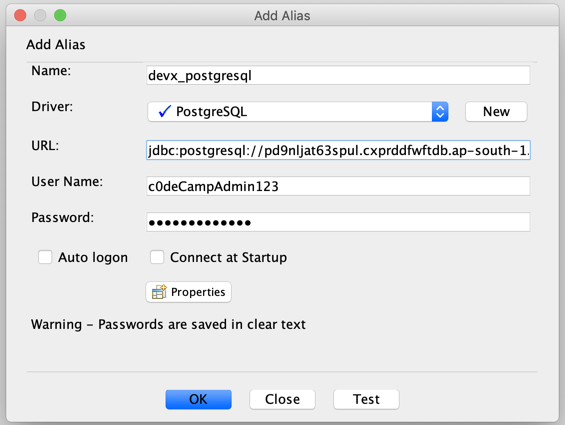 Add Alias
Add Alias
Name: devx_postgresql
Driver: PostgreSQL New
URL: jdbc:postgresql://pd9nljat63spul.cxprddfwftdb.ap-south-1.
User Name: c0deCampAdmin123
Password: •••••••••••••
Auto logon Connect at Startup
Properties
Warning – Passwords are saved in clear text
OK Close Test